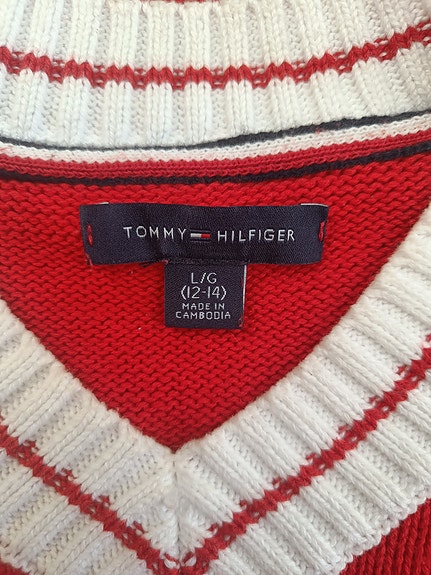 TOMMY HILFIGER
L/G
(12-14)
MADE IN
CAMBODIA